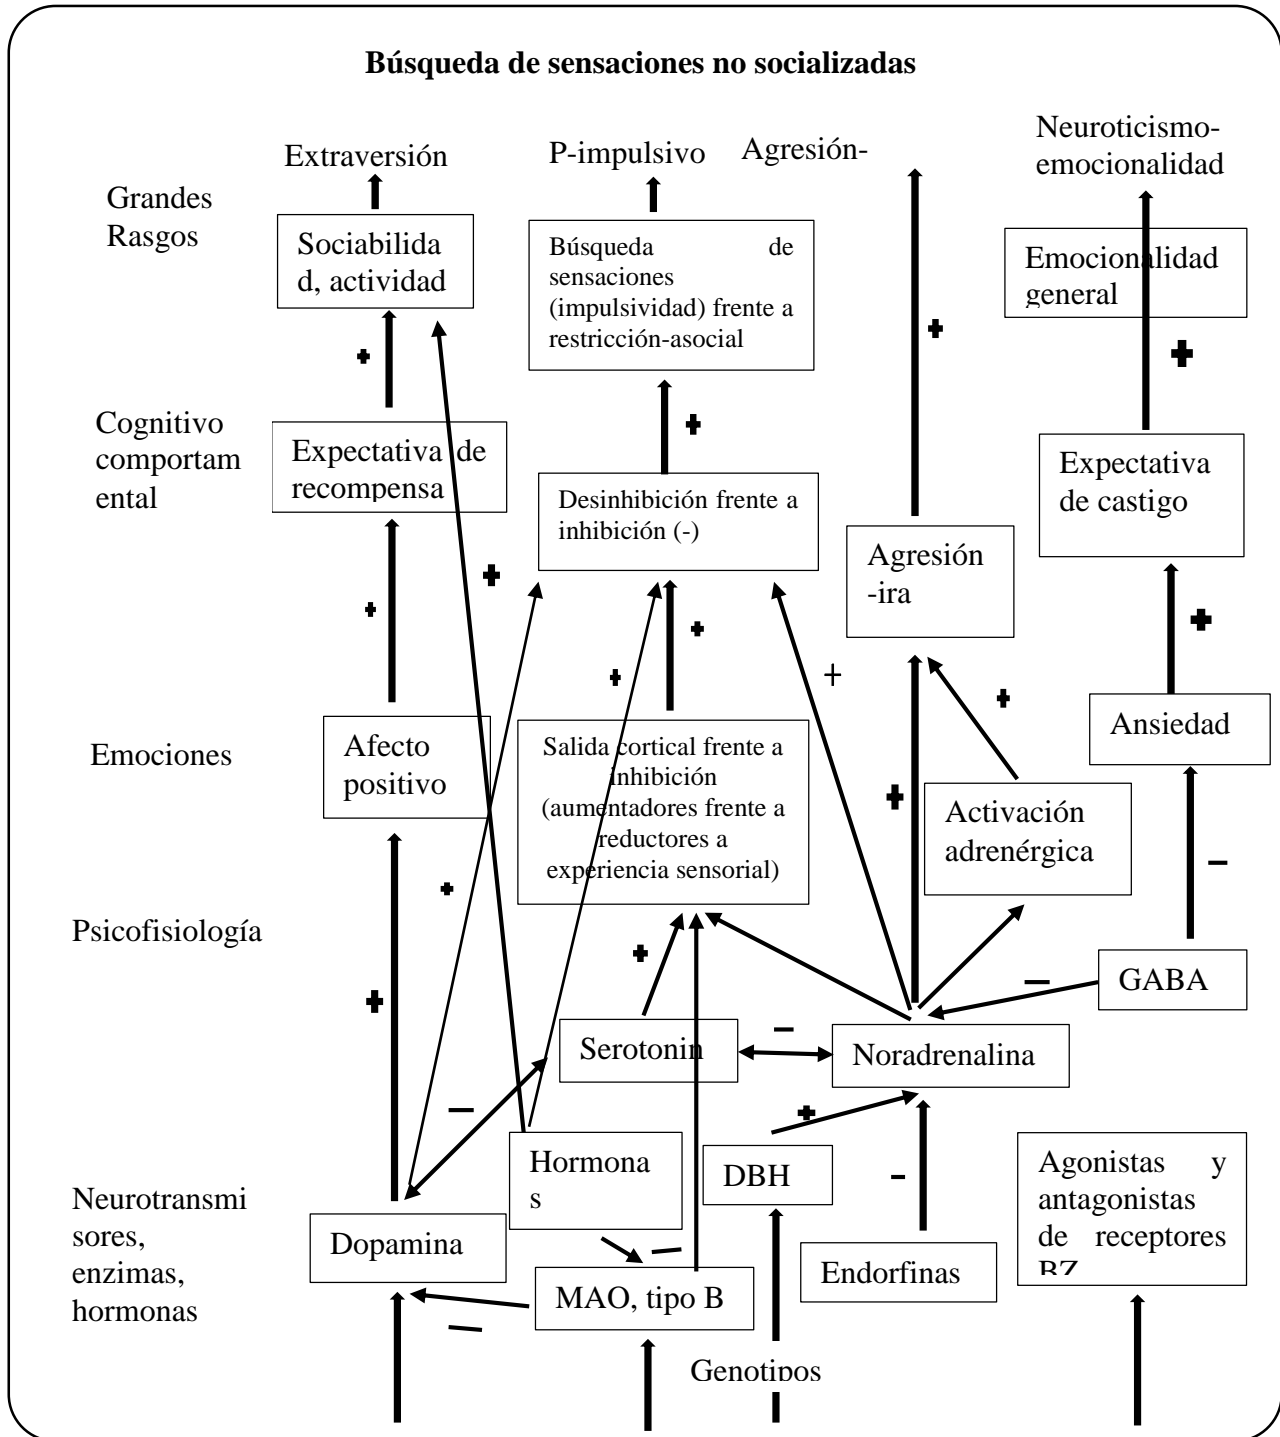 Búsqueda de sensaciones no socializadas
Extraversión
P-impulsivo
Agresión-
Neuroticismo-
emocionalidad
Grandes
Rasgos
Sociabilida
d, actividad
Búsqueda de
sensaciones
(impulsividad) frente a
restricción-asocial
Emocionalidad
general
+
+
+
Cognitivo
comportam
ental
Expectativa de
recompensa
+
Desinhibición frente a
inhibición (-)
Expectativa
de castigo
Agresión
-ira
+
+
+
+
+
+
+
Emociones
Afecto
positivo
Salida cortical frente a
inhibición
(aumentadores frente a
reductores a
experiencia sensorial)
Ansiedad
+
Activación
adrenérgica
+
–
Psicofisiología
+
+
–
GABA
Serotonin
–
Noradrenalina
–
+
Hormona
s
DBH
–
Agonistas y
antagonistas
de receptores
BZ
Neurotransmi
sores,
enzimas,
hormonas
Dopamina
–
MAO, tipo B
Endorfinas
–
Genotipos